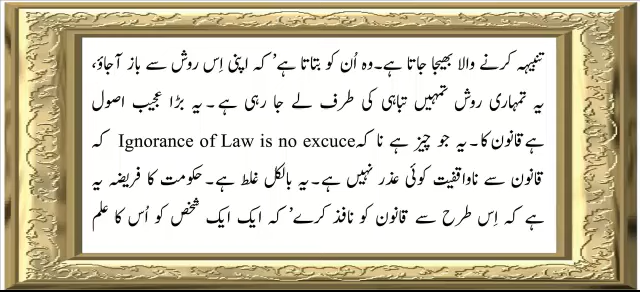 تنبیہہ کرنے والا بھیجا جاتا ہے۔وہ اُن کو بتاتا ہے’ کہ اپنی اِس روش سے باز آجاؤ،
یہ تمہاری روش تمہیں تباہی کی طرف لے جا رہی ہے۔یہ بڑا عجیب اصول
ہے قانون کا۔یہ جو چیز ہے نا کہ Ignorance of Law is no excuce کہ
قانون سے ناواقفیت کوئی عذر نہیں ہے۔یہ بالکل غلط ہے۔حکومت کا فریضہ یہ
ہے کہ اِس طرح سے قانون کو نافذ کرے’ کہ ایک ایک شخص کو اُس کا علم